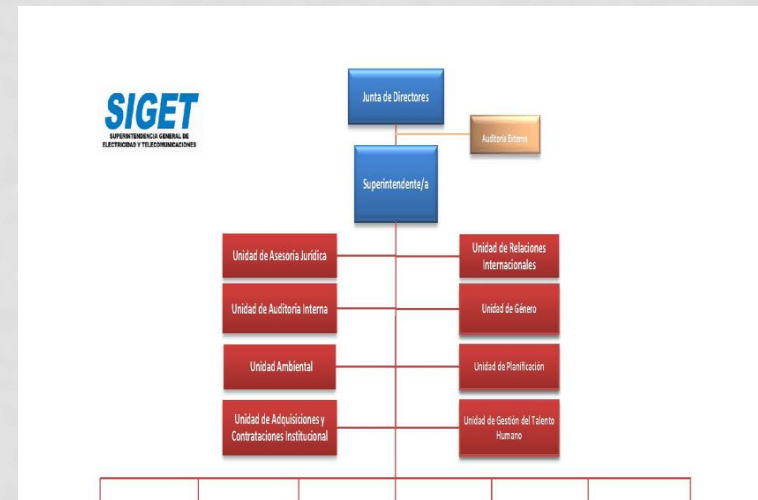 SIGET
SUPERINTENDENCIA GENERAL DE
ELECTRICIDAD Y TELECOMUNICACIONES
Junta de Directores
Auditoria Externa
Superintendente/a
Unidad de Asesoría Jurídica
Unidad de Relaciones
Internacionales
Unidad de Auditoría Interna
Unidad de Género
Unidad Ambiental
Unidad de Planificación
Unidad de Adquisiciones y
Contrataciones Institucional
Unidad de Gestión del Talento
Humano